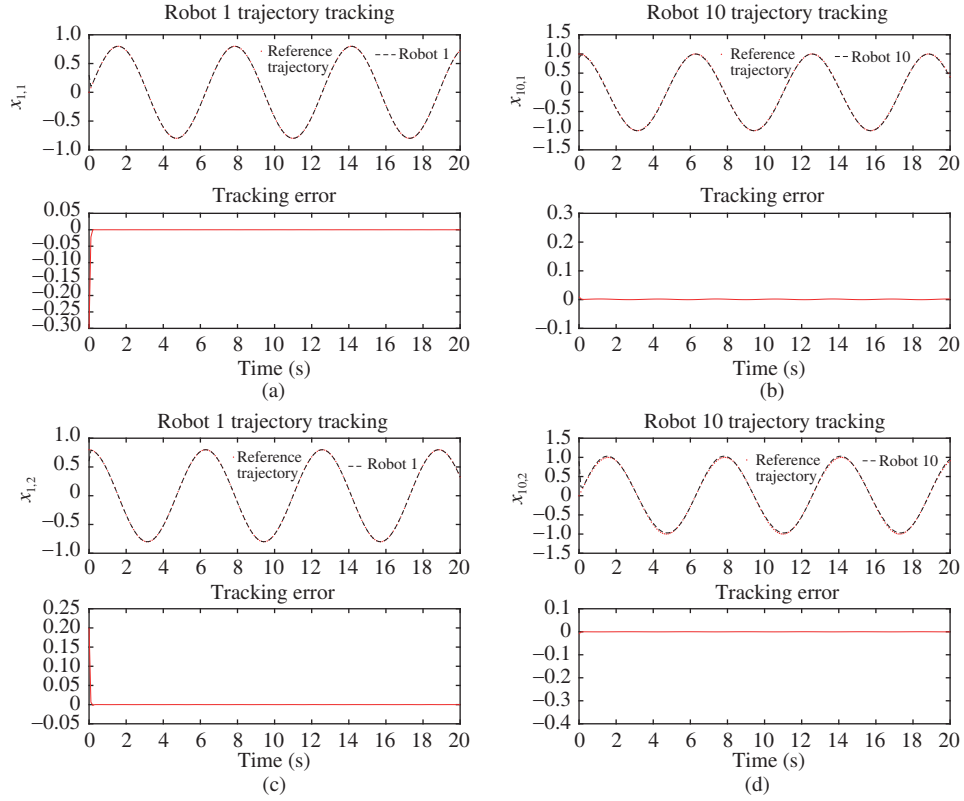 Robot 1 trajectory tracking
1.0
0.5
0
−0.5
−1.0
x1,1
Reference
trajectory
Robot 1
0 2 4 6 8 10 12 14 16 18 20
Tracking error
0.05
0
−0.05
−0.10
−0.15
−0.20
−0.25
−0.30
0 2 4 6 8 10 12 14 16 18 20
Time (s)
(a)
Robot 10 trajectory tracking
1.5
1.0
0.5
0
−0.5
−1.0
−1.5
x10,1
Reference
trajectory
Robot 10
0 2 4 6 8 10 12 14 16 18 20
Tracking error
0.3
0.2
0.1
0
−0.1
0 2 4 6 8 10 12 14 16 18 20
Time (s)
(b)
Robot 1 trajectory tracking
1.0
0.5
0
−0.5
−1.0
x1,2
Reference
trajectory
Robot 1
0 2 4 6 8 10 12 14 16 18 20
Tracking error
0.25
0.20
0.15
0.10
0.05
0
−0.05
0 2 4 6 8 10 12 14 16 18 20
Time (s)
(c)
Robot 10 trajectory tracking
1.5
1.0
0.5
0
−0.5
−1.0
−1.5
x10,2
Reference
trajectory
Robot 10
0 2 4 6 8 10 12 14 16 18 20
Tracking error
0.1
0
−0.1
−0.2
−0.3
−0.4
0 2 4 6 8 10 12 14 16 18 20
Time (s)
(d)